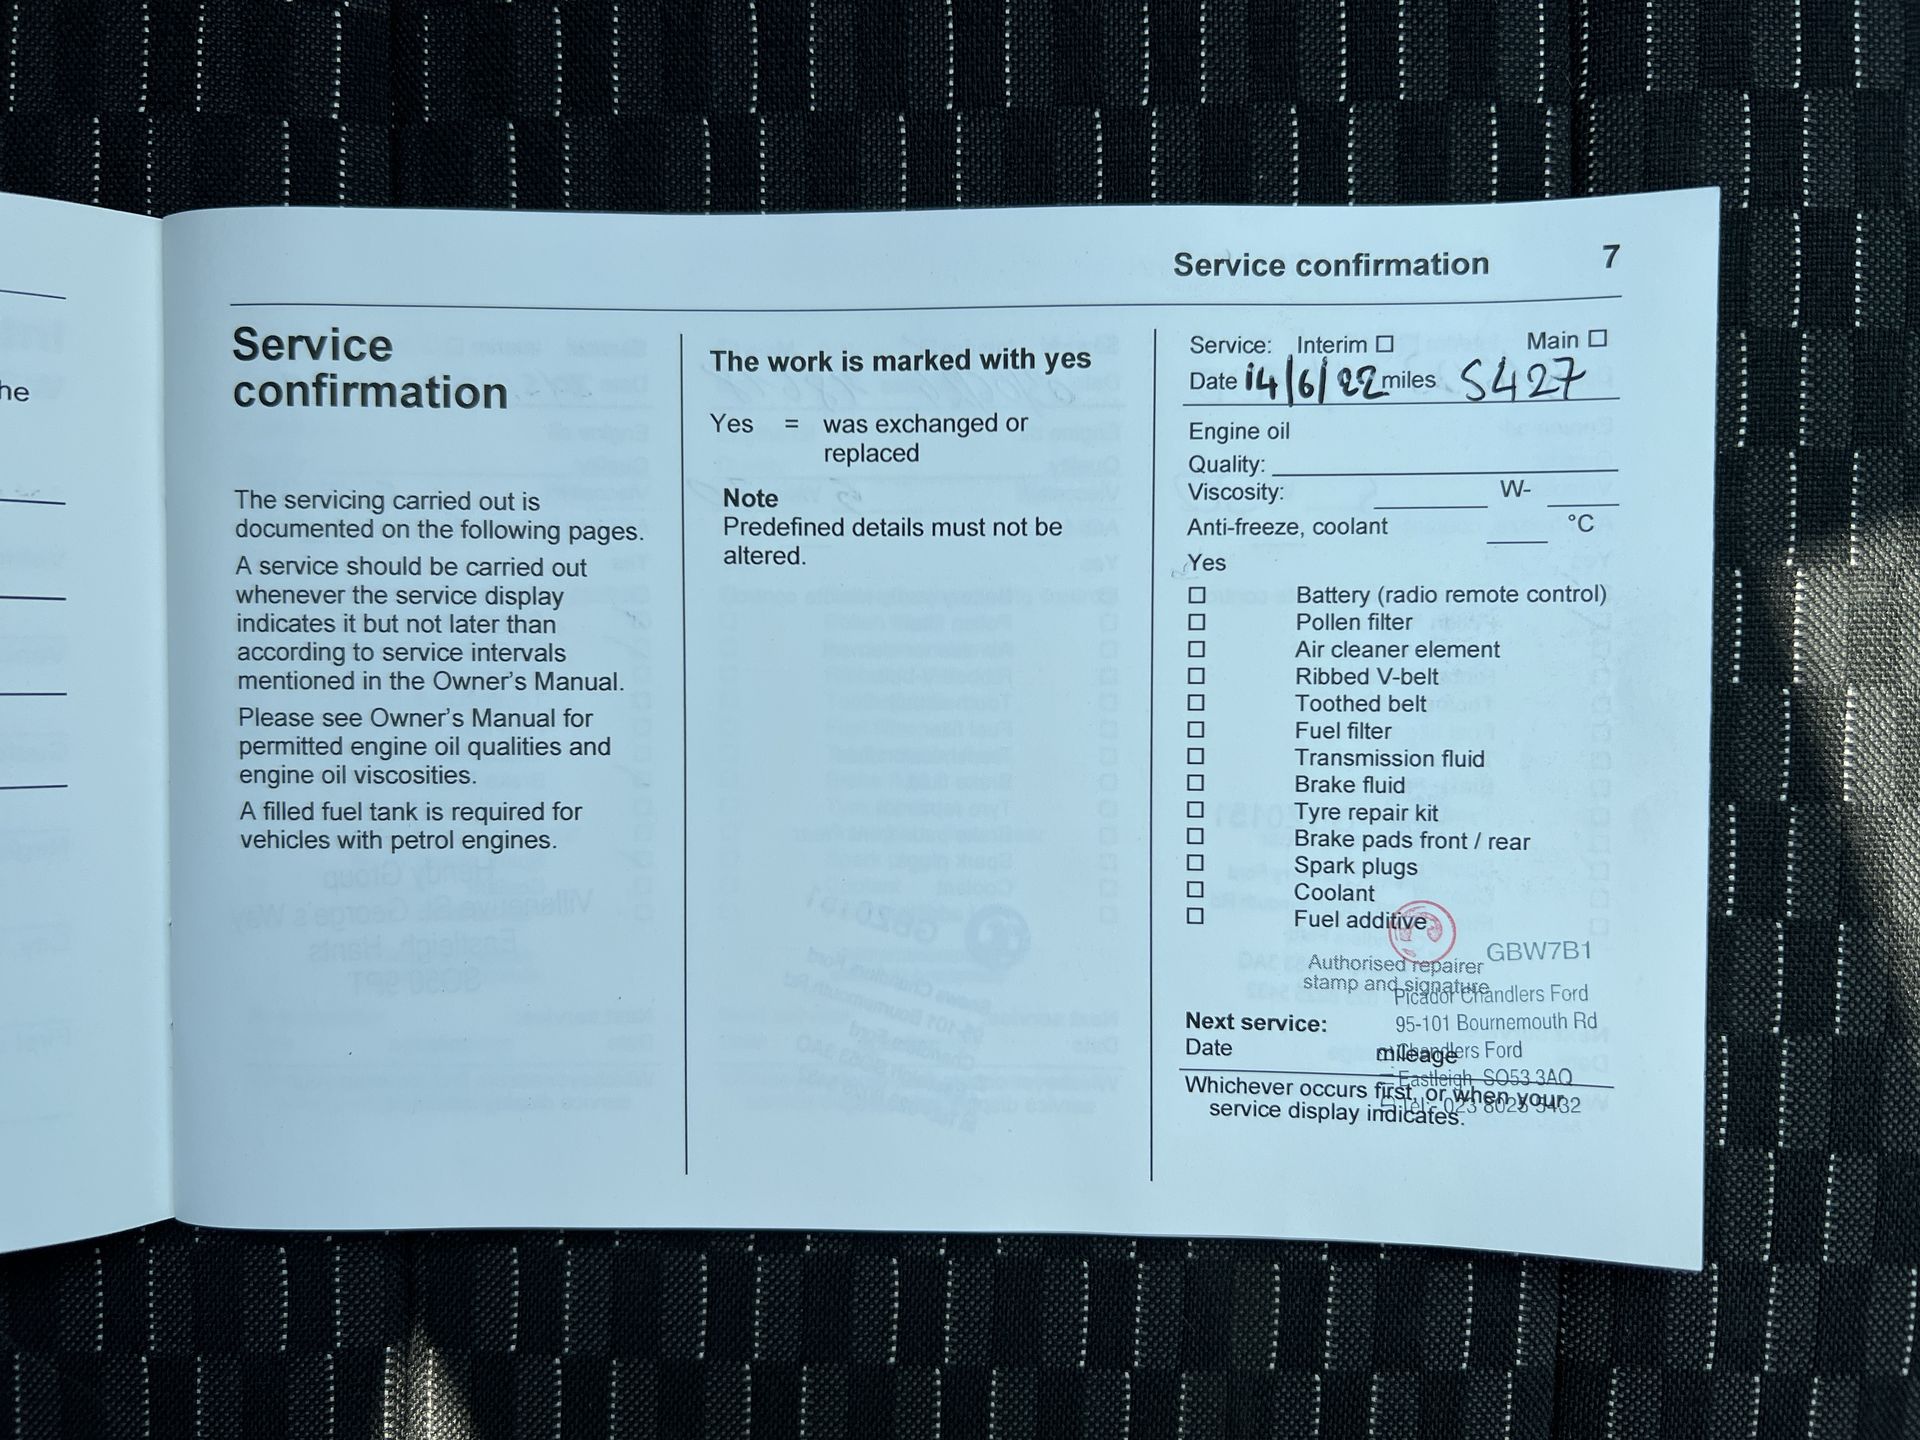 he
Service confirmation 7
Service
confirmation
The servicing carried out is
documented on the following pages.
A service should be carried out
whenever the service display
indicates it but not later than
according to service intervals
mentioned in the Owner's Manual.
Please see Owner's Manual for
permitted engine oil qualities and
engine oil viscosities.
A filled fuel tank is required for
vehicles with petrol engines.
The work is marked with yes
Yes = was exchanged or
replaced
Note
Predefined details must not be
altered.
Service: Interim ☐ Main ☐
Date 14/6/22 miles 5427
Engine oil
Quality:
Viscosity: W-
Anti-freeze, coolant °C
Yes
☐ Battery (radio remote control)
☐ Pollen filter
☐ Air cleaner element
☐ Ribbed V-belt
☐ Toothed belt
☐ Fuel filter
☐ Transmission fluid
☐ Brake fluid
☐ Tyre repair kit
☐ Brake pads front / rear
☐ Spark plugs
☐ Coolant
☐ Fuel additive
GBW7B1
Authorised repairer
stamp and signature
Picador Chandlers Ford
95-101 Bournemouth Rd
Chandlers Ford
Eastleigh SO53 3AQ
Tel: 023 8025 5432
Next service:
Date mileage
Whichever occurs first, or when your
service display indicates.